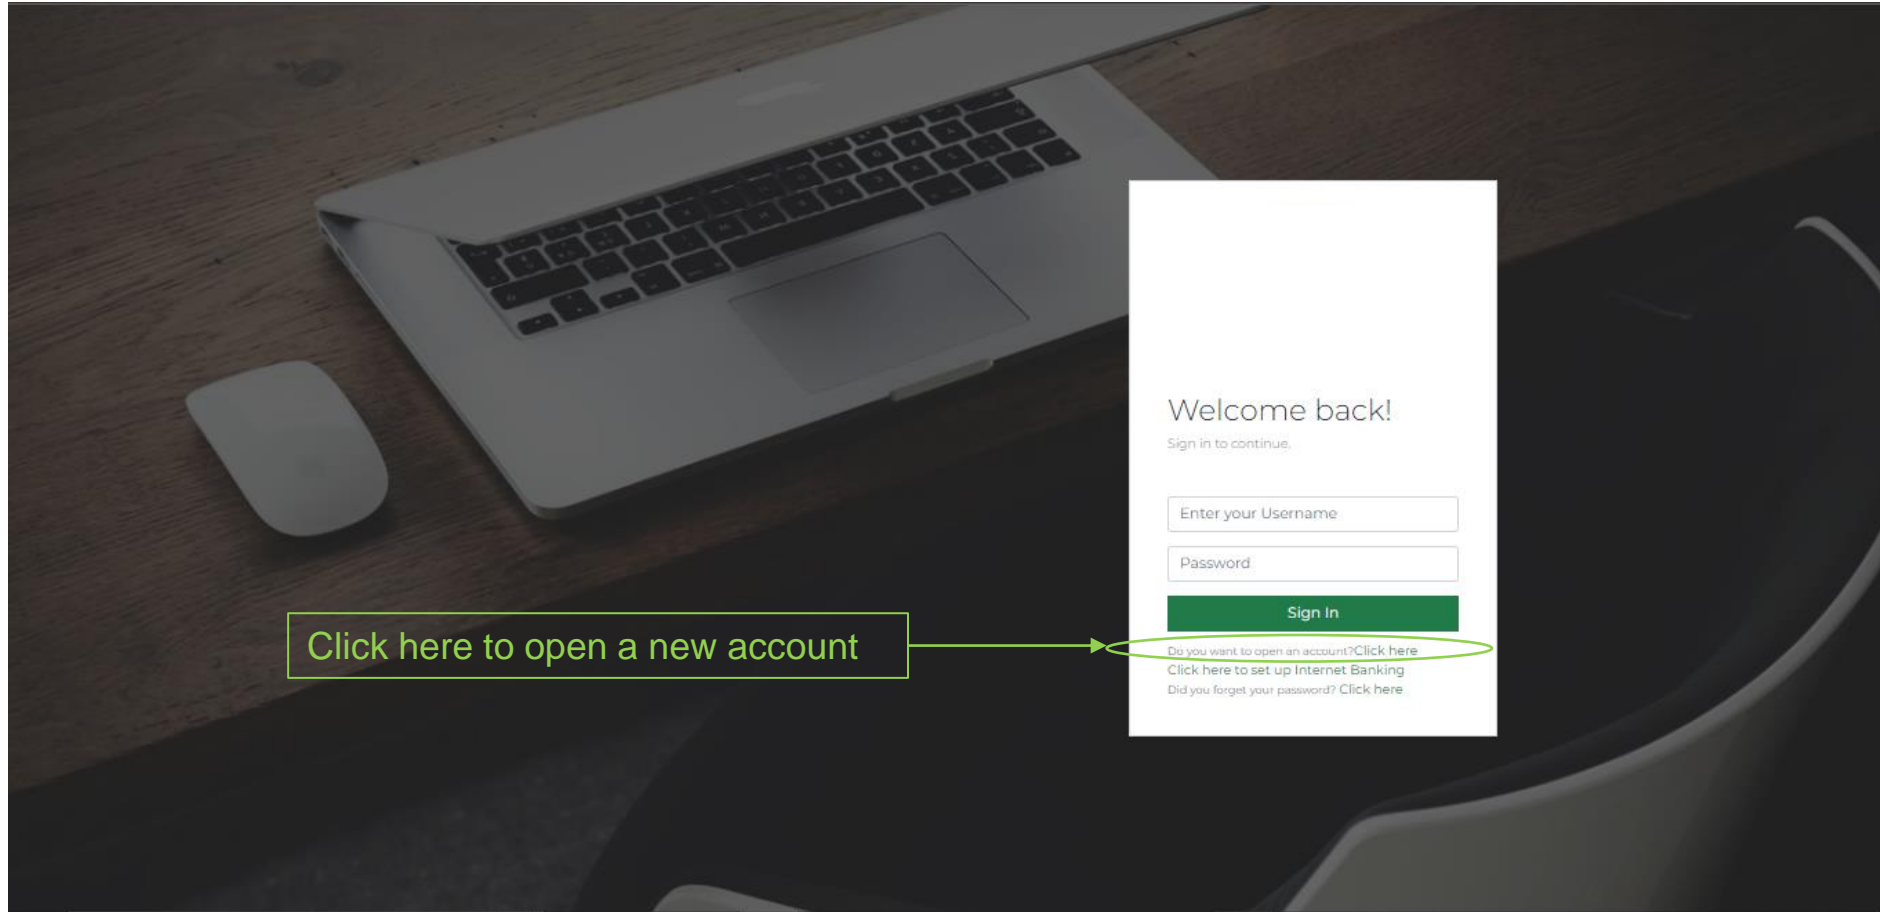 Welcome back!
Sign in to continue.
Enter your Username
Password
Sign In
Click here to open a new account
Do you want to open an account?Click here
Click here to set up Internet Banking
Did you forget your password? Click here